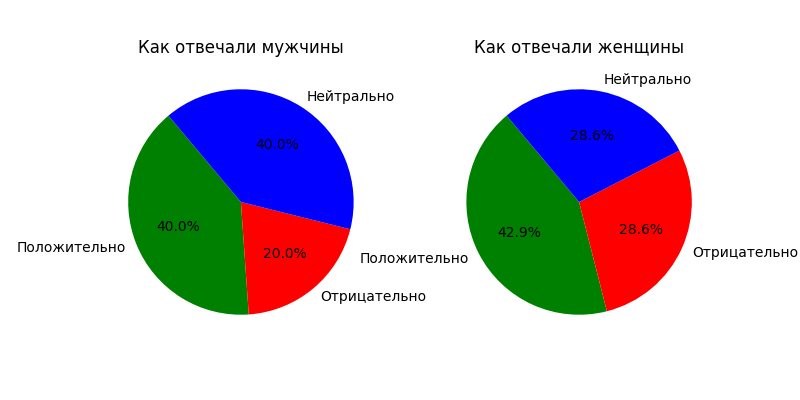 Как отвечали мужчины
Нейтрально
40.0%
40.0%
Положительно
20.0%
Отрицательно
Как отвечали женщины
Нейтрально
28.6%
42.9%
Положительно
28.6%
Отрицательно